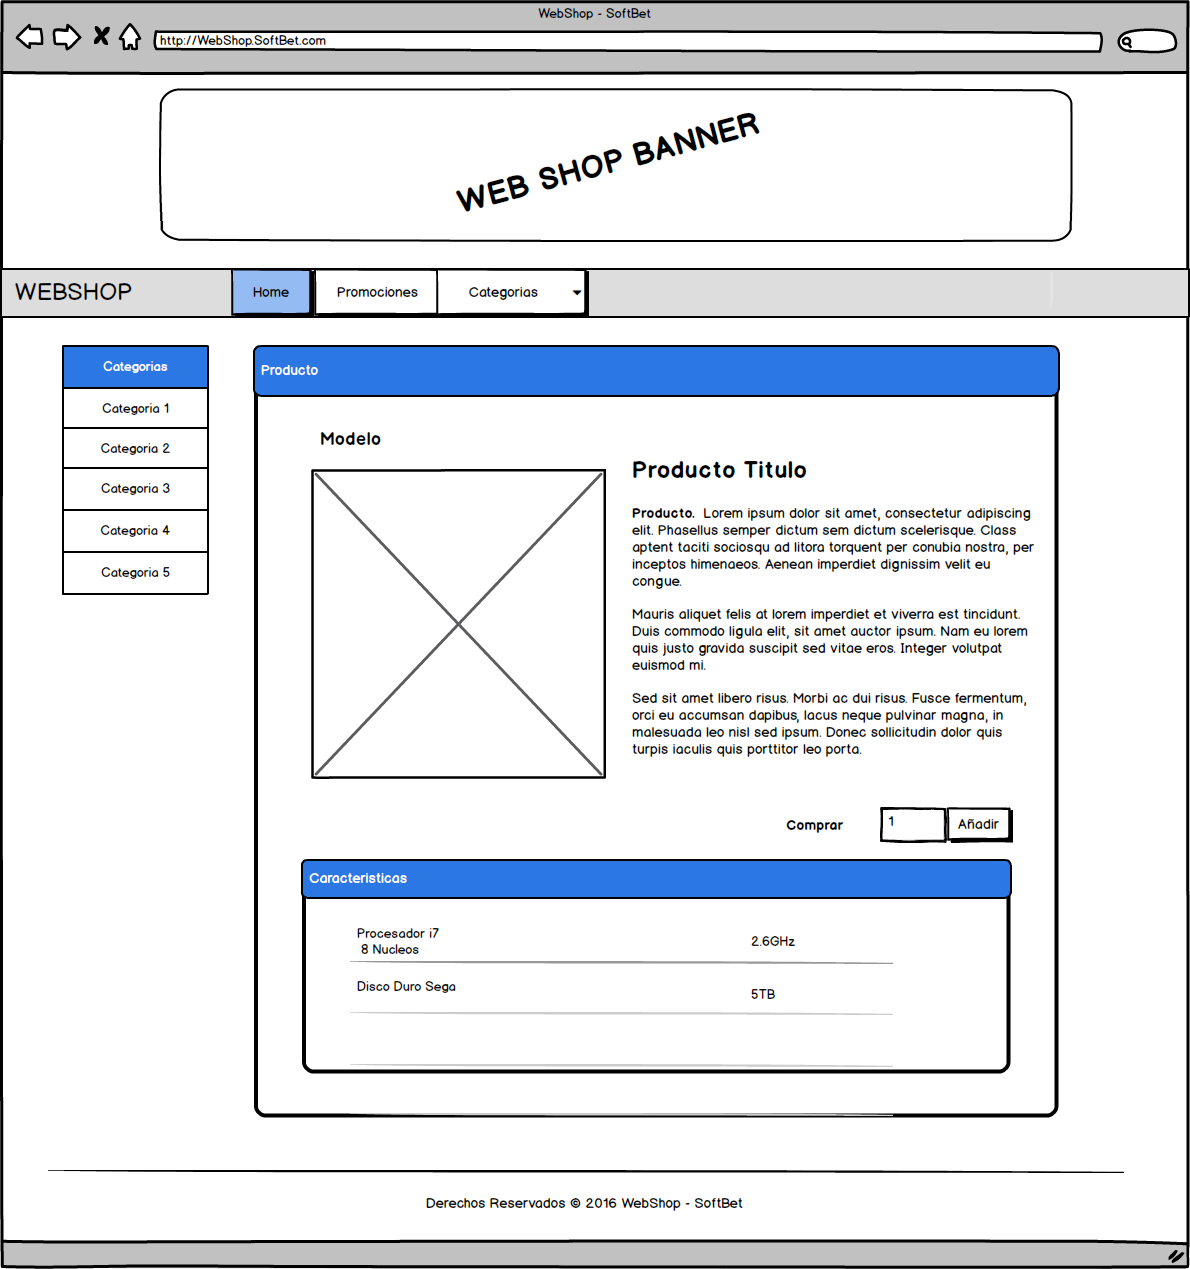 WebShop - SoftBet
http://WebShop.SoftBet.com
WEB SHOP BANNER
WEBSHOP
Home
Promociones
Categorias
Categorias
Categoria 1
Categoria 2
Categoria 3
Categoria 4
Categoria 5
Producto
Modelo
Producto Titulo
Producto. Lorem ipsum dolor sit amet, consectetur adipiscing
elit. Phasellus semper dictum sem dictum scelerisque. Class
aptent taciti sociosqu ad litora torquent per conubia nostra, per
inceptos himenaeos. Aenean imperdiet dignissim velit eu
congue.
Mauris aliquet felis at lorem imperdiet et viverra est tincidunt.
Duis commodo ligula elit, sit amet auctor ipsum. Nam eu lorem
quis justo gravida suscipit sed vitae eros. Integer volutpat
euismod mi.
Sed sit amet libero risus. Morbi ac dui risus. Fusce fermentum,
orci eu accumsan dapibus, lacus neque pulvinar magna, in
malesuada leo nisl sed ipsum. Donec sollicitudin dolor quis
turpis iaculis quis porttitor leo porta.
Comprar
1
Añadir
Caracteristicas
Procesador i7
8 Nucleos
2.6GHz
Disco Duro Sega
5TB
Derechos Reservados © 2016 WebShop - SoftBet